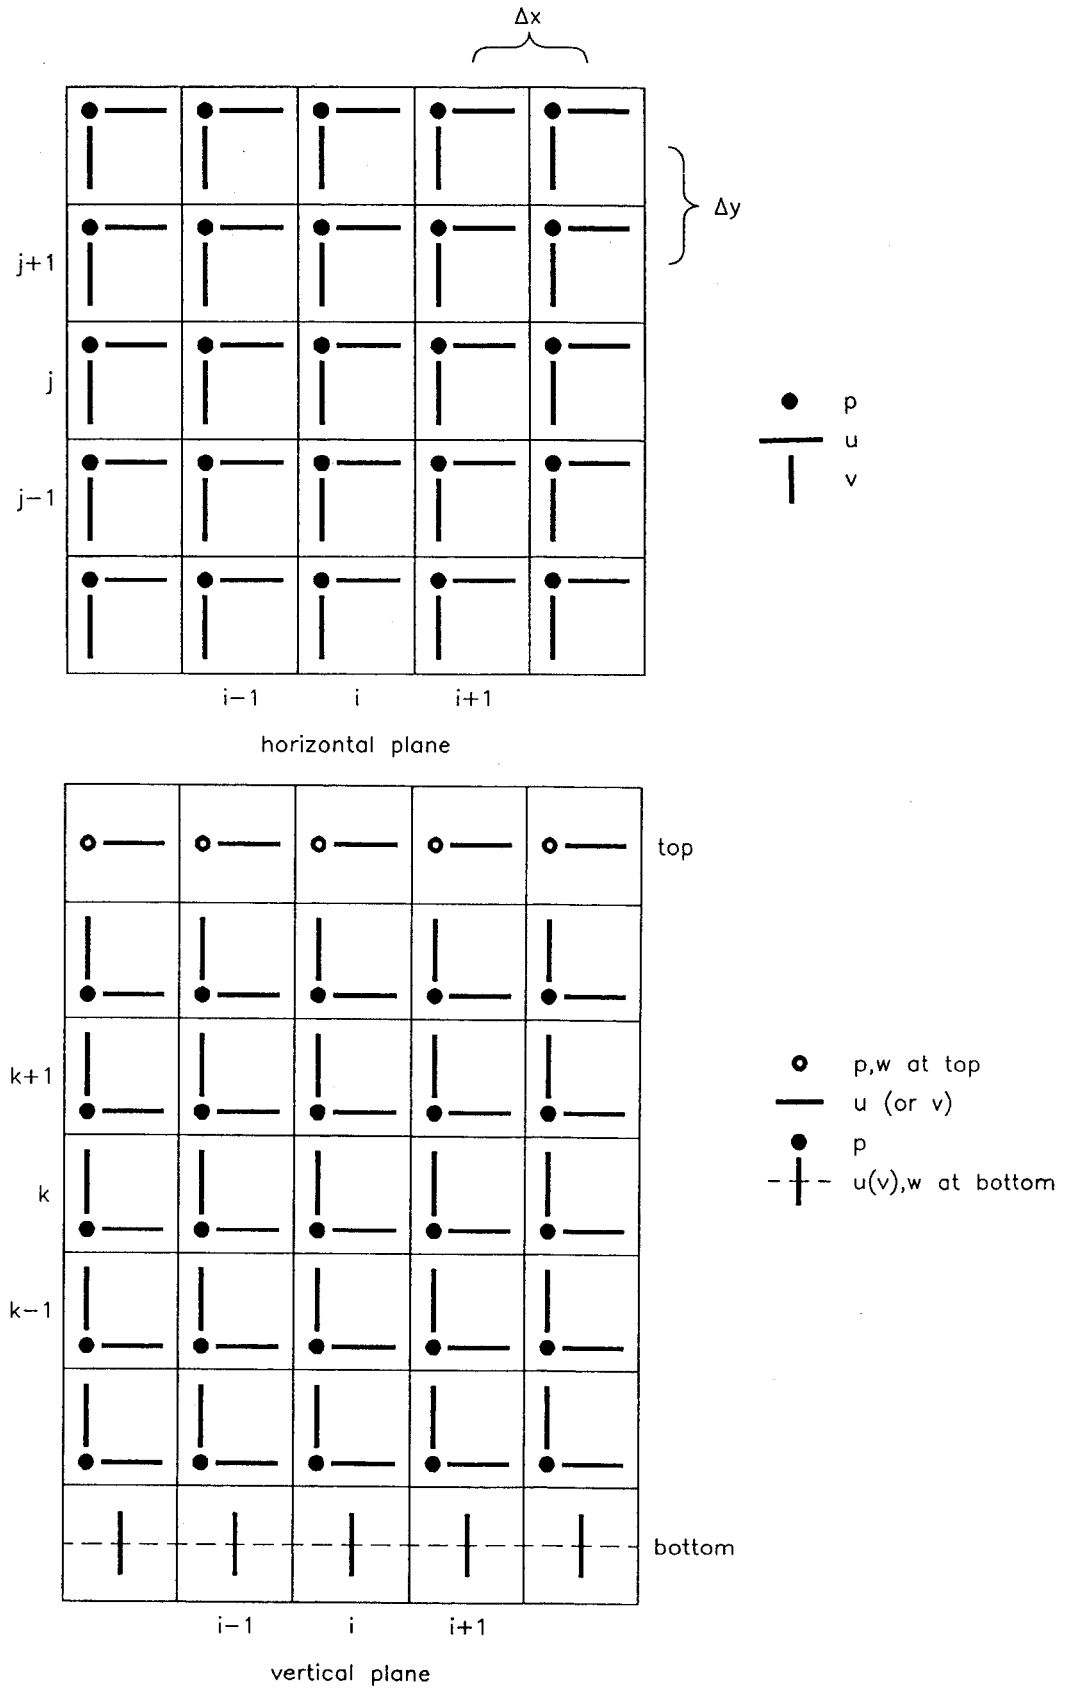 Δx
Δy
j+1
j
p
u
v
j−1
i−1 i i+1
horizontal plane
top
k+1
p,w at top
u (or v)
p
k
u(v),w at bottom
k−1
bottom
i−1 i i+1
vertical plane